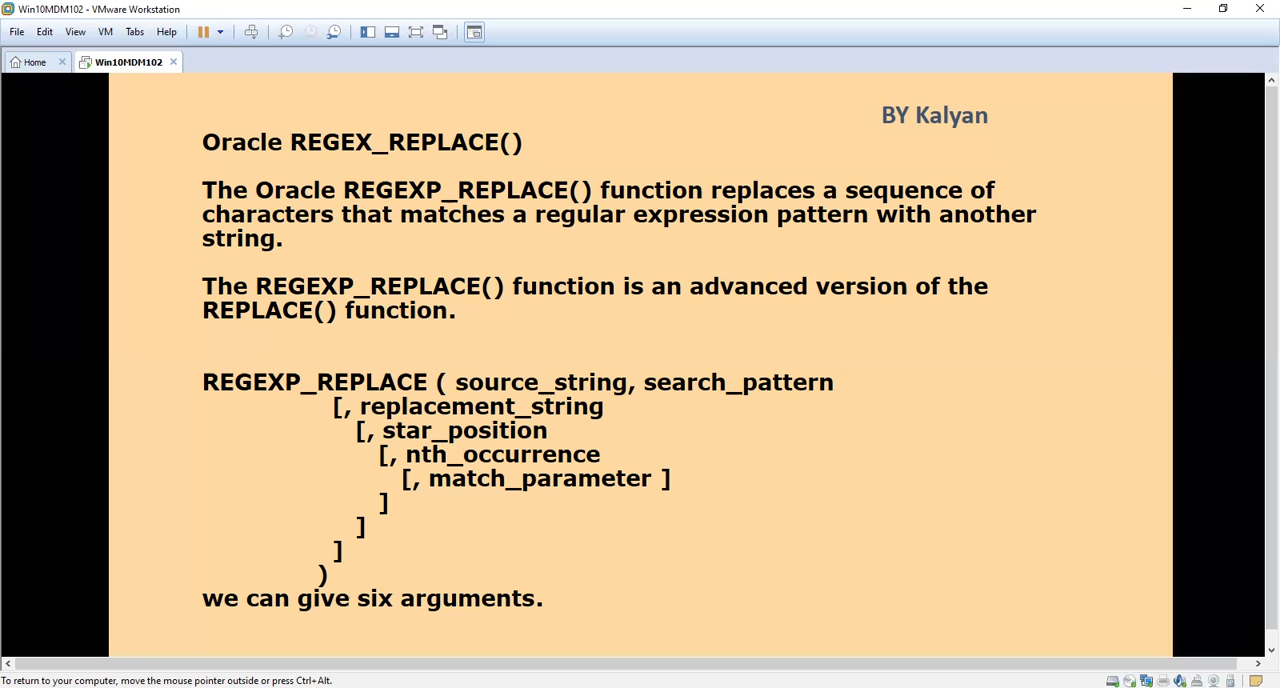 Win10MDM102 - VMware Workstation
File Edit View VM Tabs Help
Home Win10MDM102
BY Kalyan
Oracle REGEX_REPLACE()
The Oracle REGEXP_REPLACE() function replaces a sequence of
characters that matches a regular expression pattern with another
string.
The REGEXP_REPLACE() function is an advanced version of the
REPLACE() function.
REGEXP_REPLACE ( source_string, search_pattern
[, replacement_string
[, star_position
[, nth_occurrence
[, match_parameter ]
]
]
]
)
we can give six arguments.
To return to your computer, move the mouse pointer outside or press Ctrl+Alt.